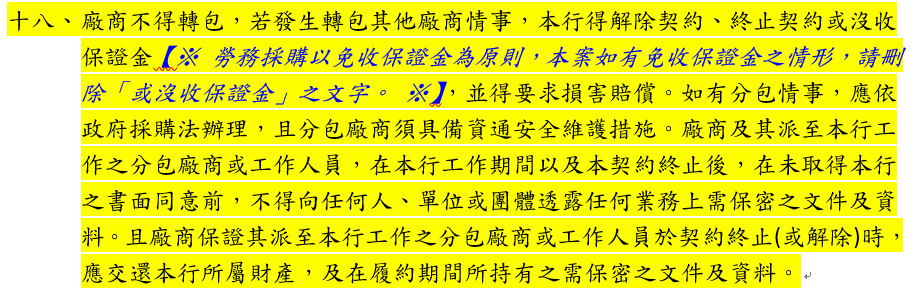 十八、廠商不得轉包，若發生轉包其他廠商情事，本行得解除契約、終止契約或沒收
保證金【※ 勞務採購以免收保證金為原則，本案如有免收保證金之情形，請刪
除「或沒收保證金」之文字。 ※】，並得要求損害賠償。如有分包情事，應依
政府採購法辦理，且分包廠商須具備資通安全維護措施。廠商及其派至本行工
作之分包廠商或工作人員，在本行工作期間以及本契約終止後，在未取得本行
之書面同意前，不得向任何人、單位或團體透露任何業務上需保密之文件及資
料。且廠商保證其派至本行工作之分包廠商或工作人員於契約終止(或解除)時，
應交還本行所屬財產，及在履約期間所持有之需保密之文件及資料。